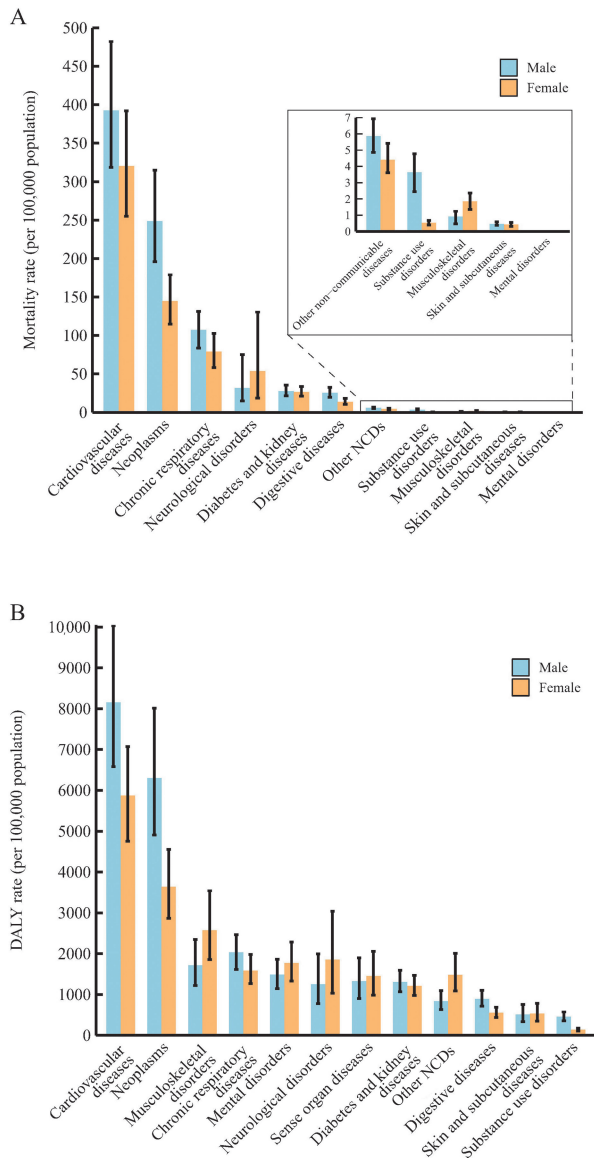 A
Mortality rate (per 100,000 population)
500
450
400
350
300
250
200
150
100
50
0
Male
Female
7
6
5
4
3
2
1
0
Other non−communicable
diseases
Substance use
disorders
Musculoskeletal
disorders
Skin and subcutaneous
diseases
Mental disorders
Cardiovascular
diseases
Neoplasms
Chronic respiratory
diseases
Neurological disorders
Diabetes and kidney
diseases
Digestive diseases
Other NCDs
Substance use
disorders
Musculoskeletal
disorders
Skin and subcutaneous
diseases
Mental disorders
B
DALY rate (per 100,000 population)
10,000
9000
8000
7000
6000
5000
4000
3000
2000
1000
0
Male
Female
Cardiovascular
diseases
Neoplasms
Musculoskeletal
disorders
Chronic respiratory
diseases
Mental disorders
Neurological disorders
Sense organ diseases
Diabetes and kidney
diseases
Other NCDs
Digestive diseases
Skin and subcutaneous
diseases
Substance use disorders